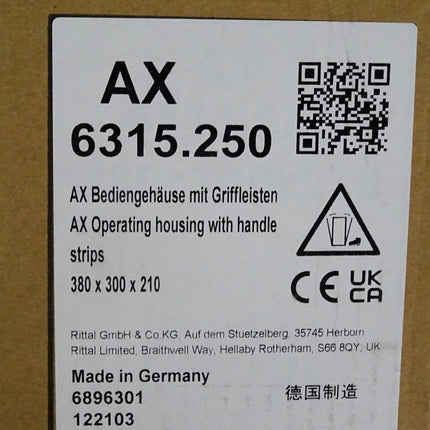 AX
6315.250
AX Bediengehäuse mit Griffleisten
AX Operating housing with handle
strips
380 x 300 x 210
CE UK
CA
Rittal GmbH & Co.KG, Auf dem Stuetzelberg, 35745 Herborn
Rittal Limited, Braithwell Way, Hellaby Rotherham, S66 8QY, UK
Made in Germany
6896301
德国制造
122103